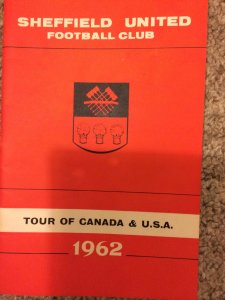 SHEFFIELD UNITED
FOOTBALL CLUB
TOUR OF CANADA & U.S.A.
1962